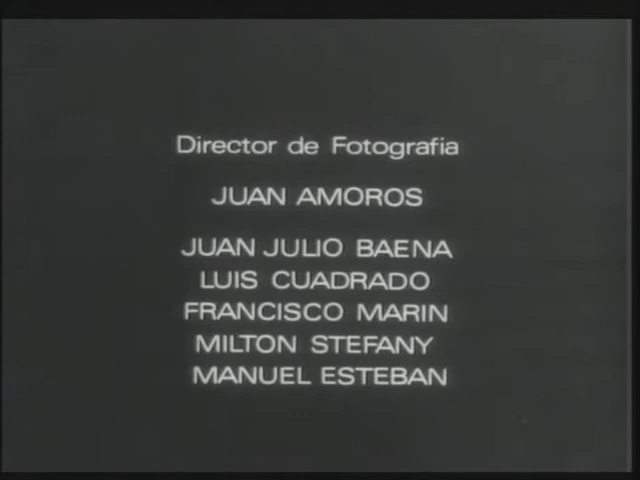 Director de Fotografia
JUAN AMOROS
JUAN JULIO BAENA
LUIS CUADRADO
FRANCISCO MARIN
MILTON STEFANY
MANUEL ESTEBAN